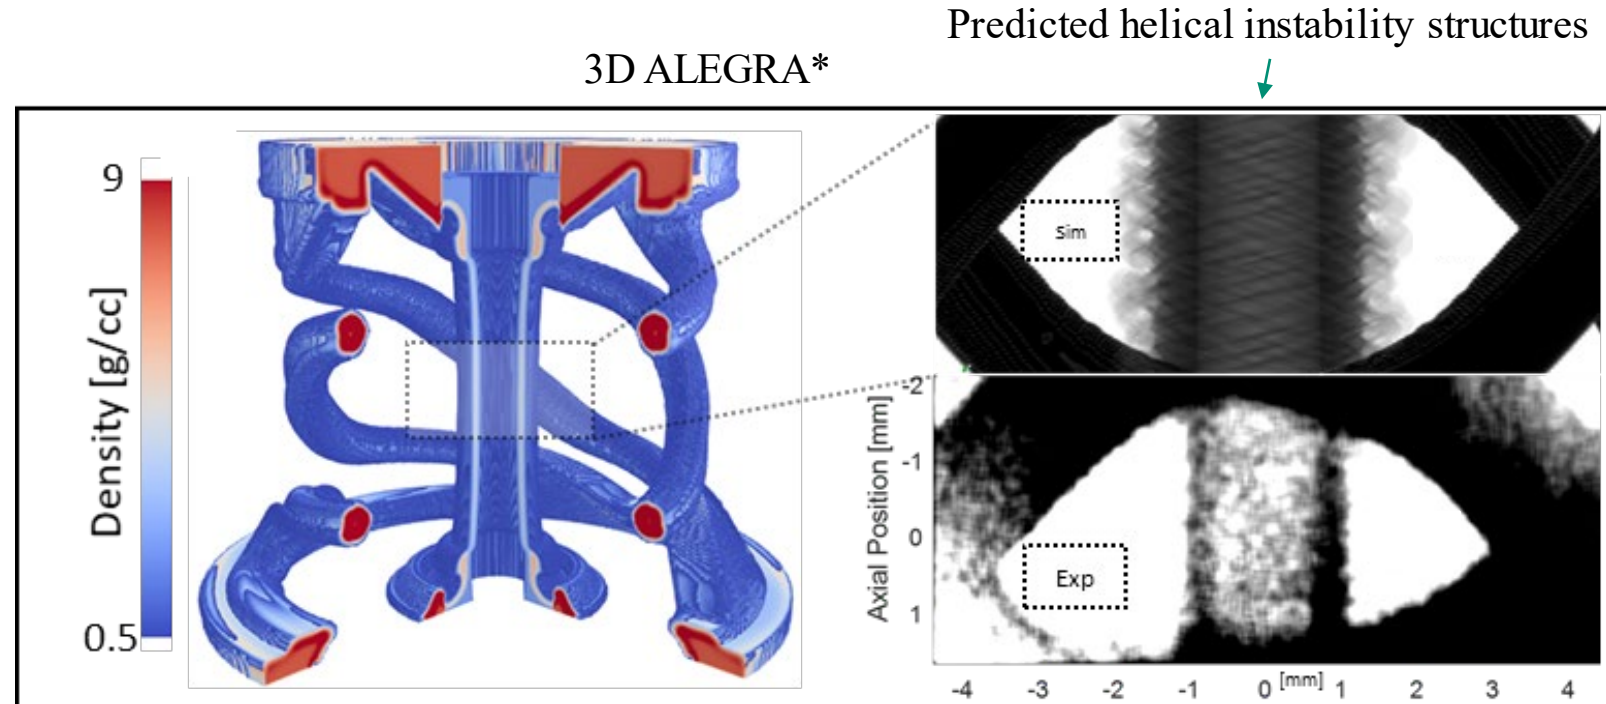 Predicted helical instability structures
3D ALEGRA*
9
Density [g/cc]
0.5
Sim
Axial Position [mm]
-2
-1
0
1
Exp
-4 -3 -2 -1 0 [mm] 1 2 3 4